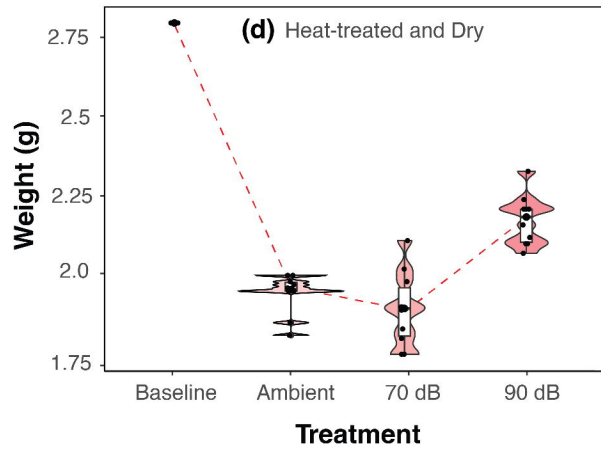 (d) Heat-treated and Dry
Weight (g)
2.75
2.5
2.25
2.0
1.75
Baseline Ambient 70 dB 90 dB
Treatment